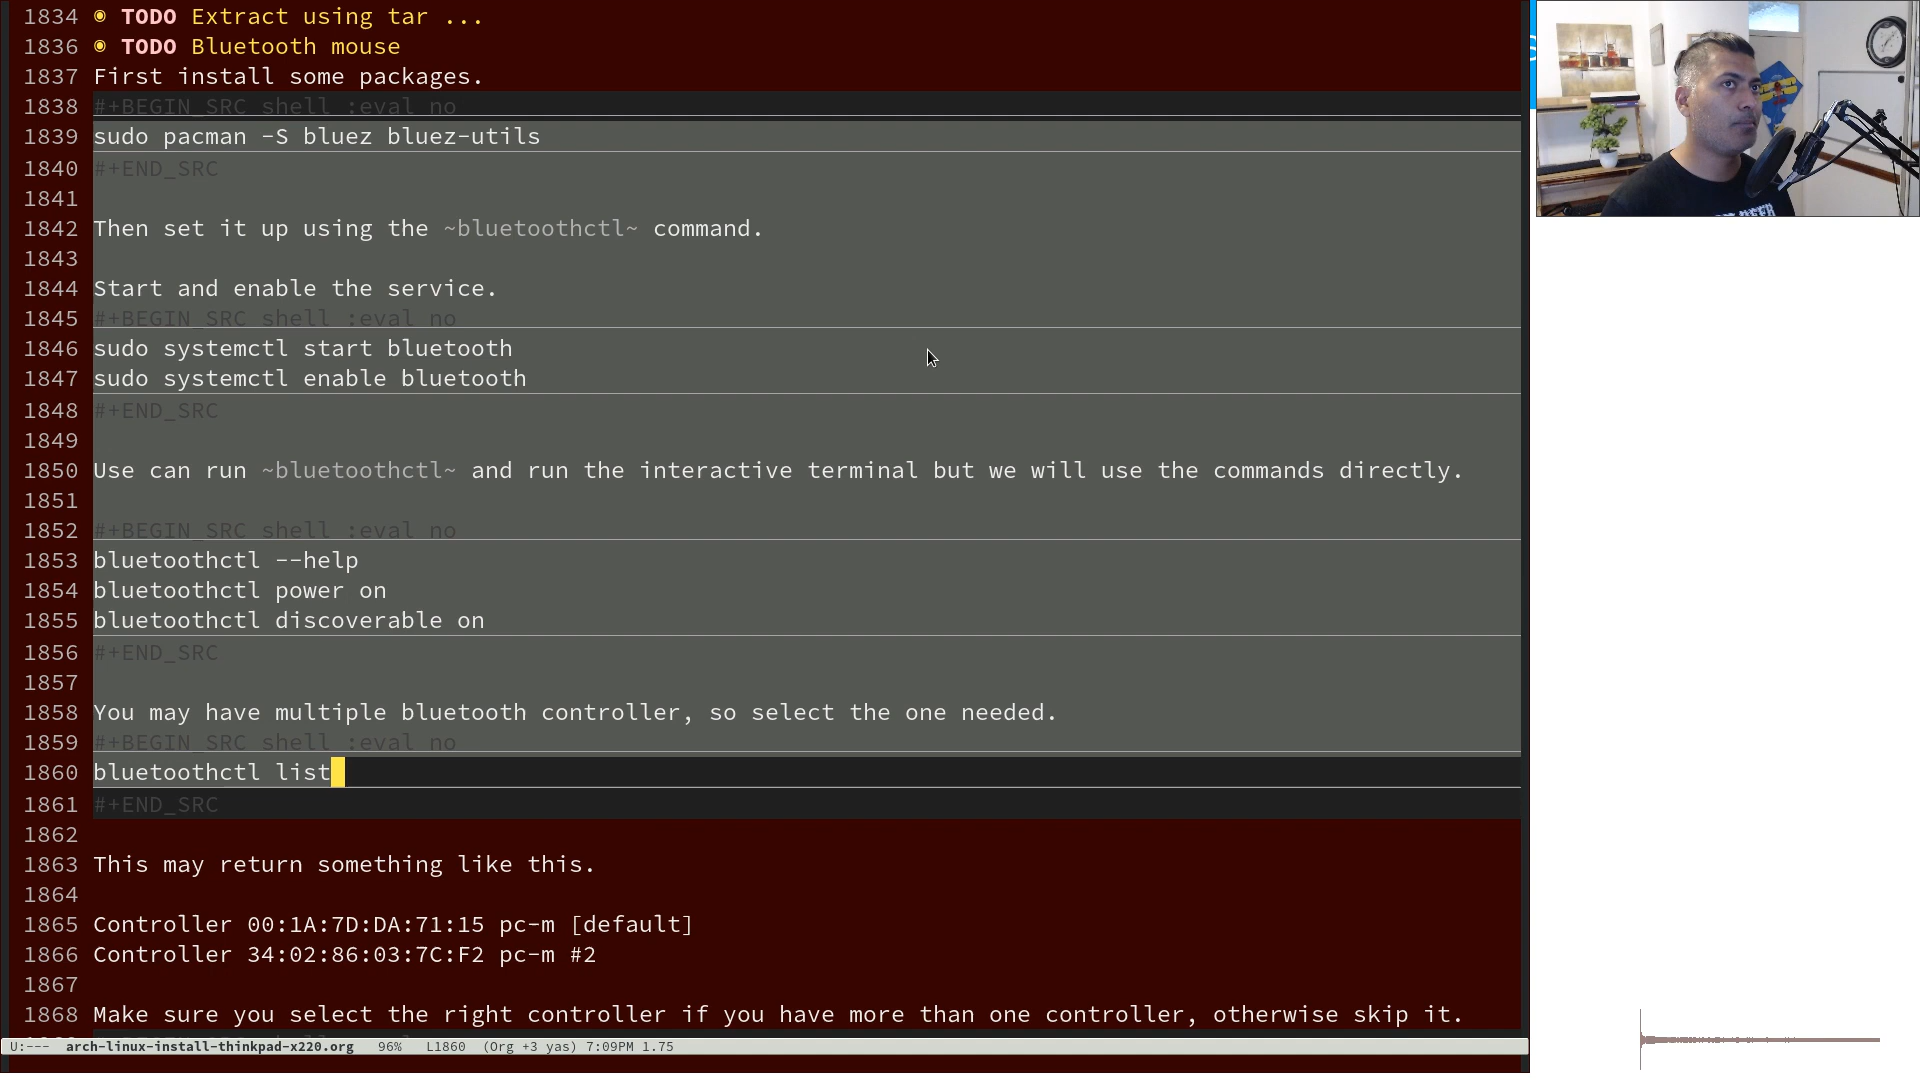 1834 ◉ TODO Extract using tar ...
1836 ◉ TODO Bluetooth mouse
1837 First install some packages.
1838 #+BEGIN_SRC shell :eval no
1839 sudo pacman -S bluez bluez-utils
1840 #+END_SRC
1841
1842 Then set it up using the ~bluetoothctl~ command.
1843
1844 Start and enable the service.
1845 #+BEGIN_SRC shell :eval no
1846 sudo systemctl start bluetooth
1847 sudo systemctl enable bluetooth
1848 #+END_SRC
1849
1850 Use can run ~bluetoothctl~ and run the interactive terminal but we will use the commands directly.
1851
1852 #+BEGIN_SRC shell :eval no
1853 bluetoothctl --help
1854 bluetoothctl power on
1855 bluetoothctl discoverable on
1856 #+END_SRC
1857
1858 You may have multiple bluetooth controller, so select the one needed.
1859 #+BEGIN_SRC shell :eval no
1860 bluetoothctl list
1861 #+END_SRC
1862
1863 This may return something like this.
1864
1865 Controller 00:1A:7D:DA:71:15 pc-m [default]
1866 Controller 34:02:86:03:7C:F2 pc-m #2
1867
1868 Make sure you select the right controller if you have more than one controller, otherwise skip it.
U:--- arch-linux-install-thinkpad-x220.org 96% L1860 (Org +3 yas) 7:09PM 1.75